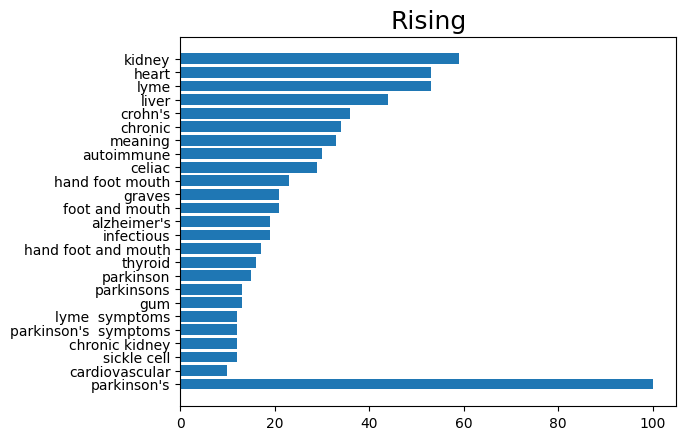 Rising
kidney
heart
lyme
liver
crohn's
chronic
meaning
autoimmune
celiac
hand foot mouth
graves
foot and mouth
alzheimer's
infectious
hand foot and mouth
thyroid
parkinson
parkinsons
gum
lyme  symptoms
parkinson's  symptoms
chronic kidney
sickle cell
cardiovascular
parkinson's
0 20 40 60 80 100